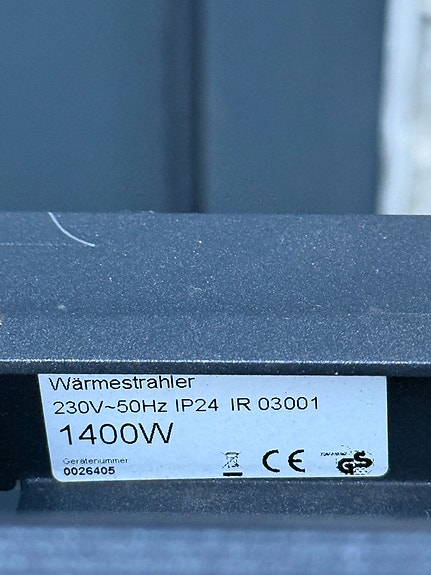 Wärmestrahler
230V~50Hz IP24 IR 03001
1400W
Gerätenummer
0026405
CE
GS